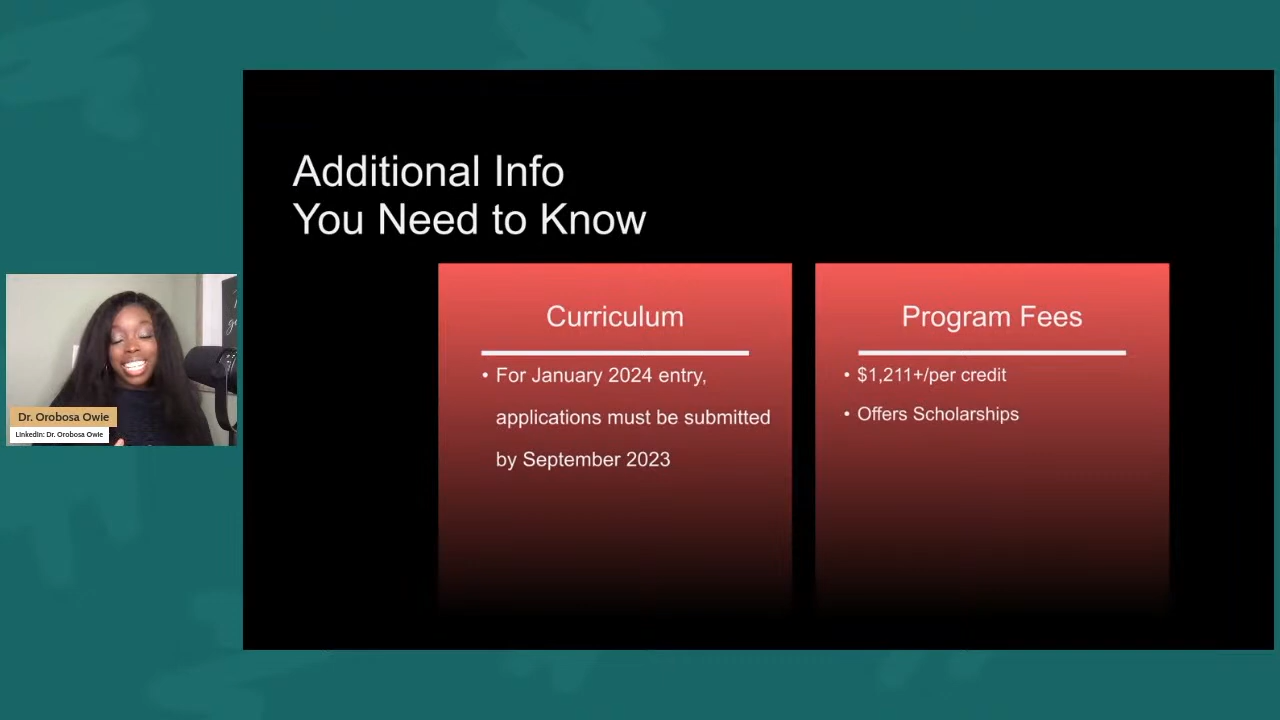 Additional Info
You Need to Know
Curriculum
• For January 2024 entry,
applications must be submitted
by September 2023
Program Fees
• $1,211+/per credit
• Offers Scholarships
Dr. Orobosa Owie
LinkedIn: Dr. Orobosa Owie